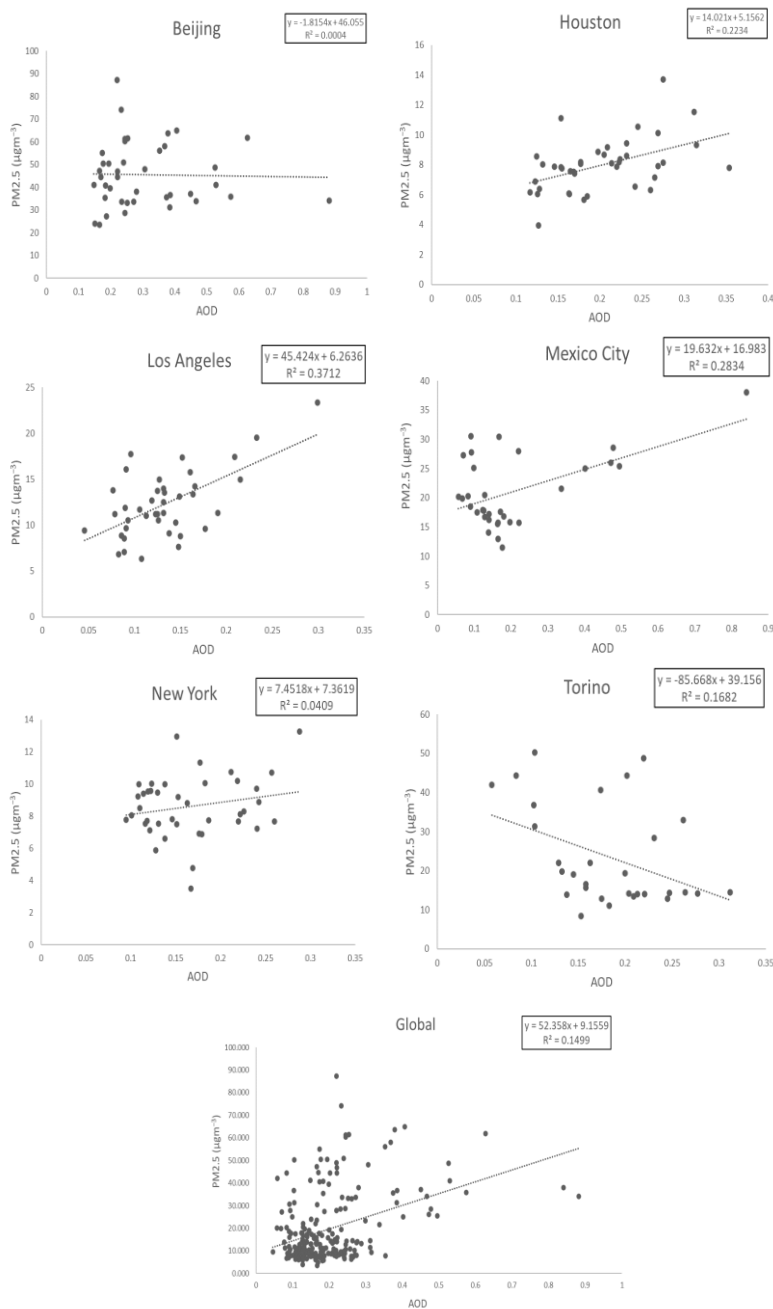 Beijing
y = -1.8154x + 46.055
R² = 0.0004
PM2.5 (µgm⁻³)
100
90
80
70
60
50
40
30
20
10
0
0 0.1 0.2 0.3 0.4 0.5 0.6 0.7 0.8 0.9 1
AOD
Houston
y = 14.021x + 5.1562
R² = 0.2234
PM2.5 (µgm⁻³)
16
14
12
10
8
6
4
2
0
0 0.05 0.1 0.15 0.2 0.25 0.3 0.35 0.4
AOD
Los Angeles
y = 45.424x + 6.2636
R² = 0.3712
PM2.5 (µgm⁻³)
25
20
15
10
5
0
0 0.05 0.1 0.15 0.2 0.25 0.3 0.35
AOD
Mexico City
y = 19.632x + 16.983
R² = 0.2834
PM2.5 (µgm⁻³)
40
35
30
25
20
15
10
5
0
0 0.1 0.2 0.3 0.4 0.5 0.6 0.7 0.8 0.9
AOD
New York
y = 7.4518x + 7.3619
R² = 0.0409
PM2.5 (µgm⁻³)
14
12
10
8
6
4
2
0
0 0.05 0.1 0.15 0.2 0.25 0.3 0.35
AOD
Torino
y = -85.668x + 39.156
R² = 0.1682
PM2.5 (µgm⁻³)
60
50
40
30
20
10
0
0 0.05 0.1 0.15 0.2 0.25 0.3 0.35
AOD
Global
y = 52.358x + 9.1559
R² = 0.1499
PM2.5 (µgm⁻³)
100.000
90.000
80.000
70.000
60.000
50.000
40.000
30.000
20.000
10.000
0.000
0 0.1 0.2 0.3 0.4 0.5 0.6 0.7 0.8 0.9 1
AOD